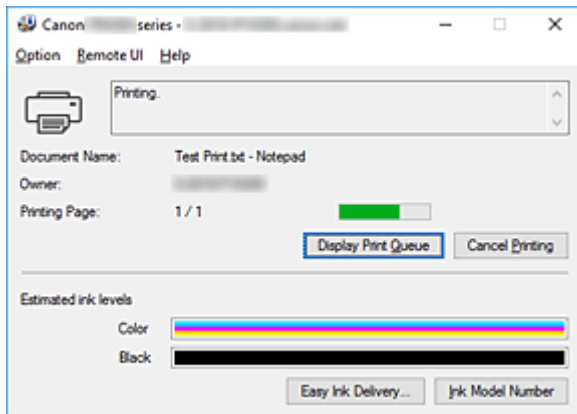 Canon series -
Option Remote UI Help
Printing.
Document Name: Test Print.txt - Notepad
Owner:
Printing Page: 1 / 1
Display Print Queue Cancel Printing
Estimated ink levels
Color
Black
Easy Ink Delivery... Ink Model Number